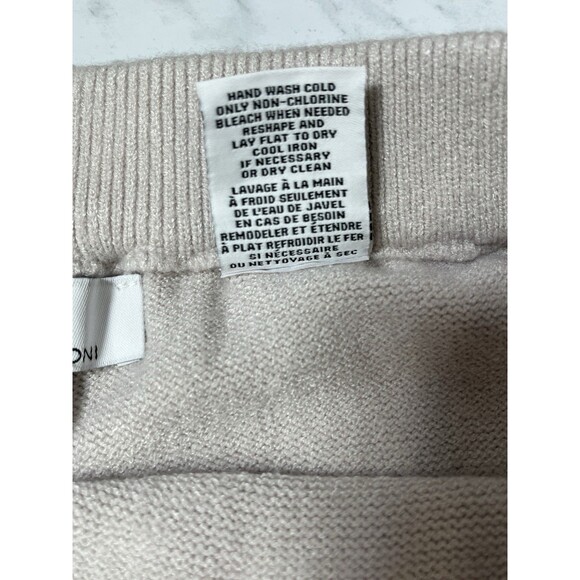 HAND WASH COLD
ONLY NON-CHLORINE
BLEACH WHEN NEEDED
RESHAPE AND
LAY FLAT TO DRY
COOL IRON
IF NECESSARY
OR DRY CLEAN
LAVAGE À LA MAIN
À FROID SEULEMENT
DE L'EAU DE JAVEL
EN CAS DE BESOIN
REMODELER ET ÉTENDRE
À PLAT REFROIDIR LE FER
SI NÉCESSAIRE
OU NETTOYAGE À SEC
ONI